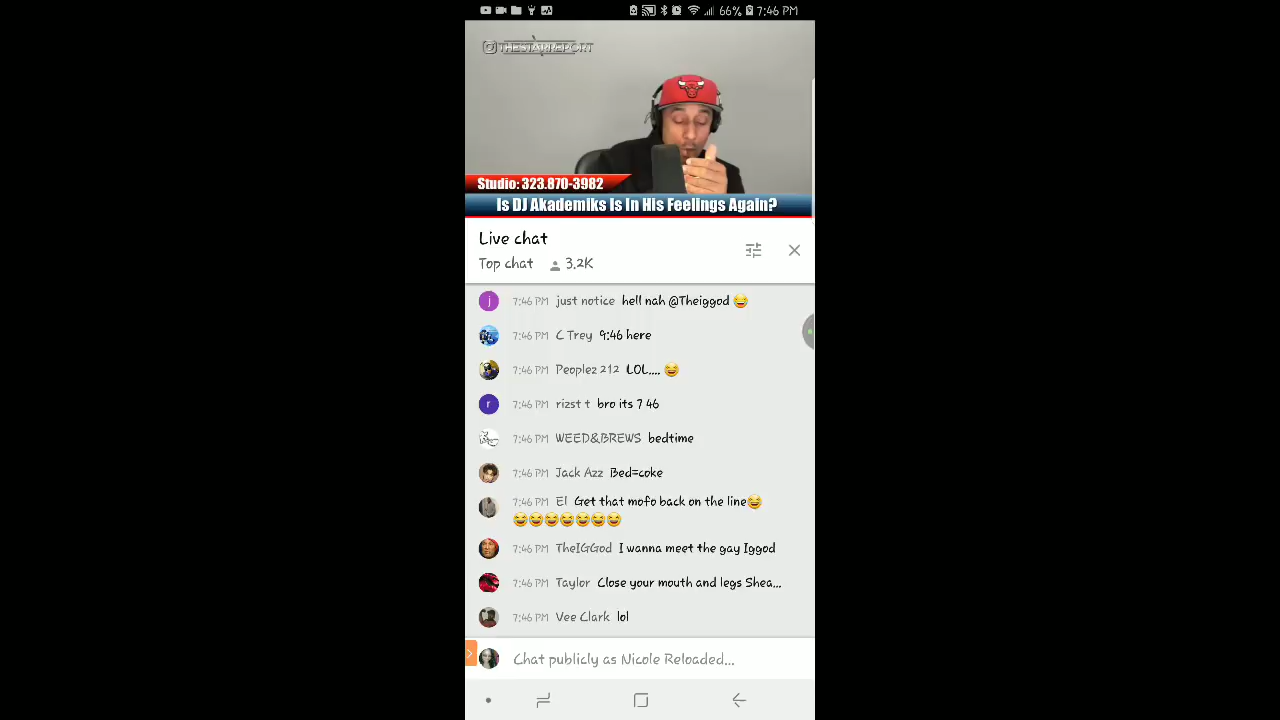 66% 7:46 PM
THESTARREPORT
Studio: 323.870-3982
Is DJ Akademiks Is In His Feelings Again?
Live chat
Top chat 3.2K
j 7:46 PM just notice hell nah @Theiggod 😂
7:46 PM C Trey 9:46 here
7:46 PM Peoplez 212 LOL.... 😂
r 7:46 PM rizst t bro its 7 46
7:46 PM WEED&BREWS bedtime
7:46 PM Jack Azz Bed=coke
7:46 PM El Get that mofo back on the line😂
😂😂😂😂😂😂😂
7:46 PM TheIGGod I wanna meet the gay Iggod
7:46 PM Taylor Close your mouth and legs Shea...
7:46 PM Vee Clark lol
Chat publicly as Nicole Reloaded...